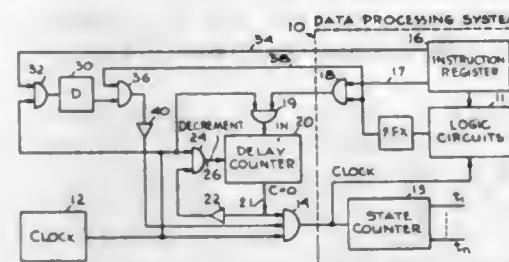 DATA PROCESSING SYSTEM
10
16
34
38
INSTRUCTION
REGISTER
32
30
D
36
18
17
11
40
19
DECREMENT
24
26
IN
20
DELAY
COUNTER
LOGIC
CIRCUITS
C=0
21
22
CLOCK
12
CLOCK
14
13
STATE
COUNTER
t1
tn